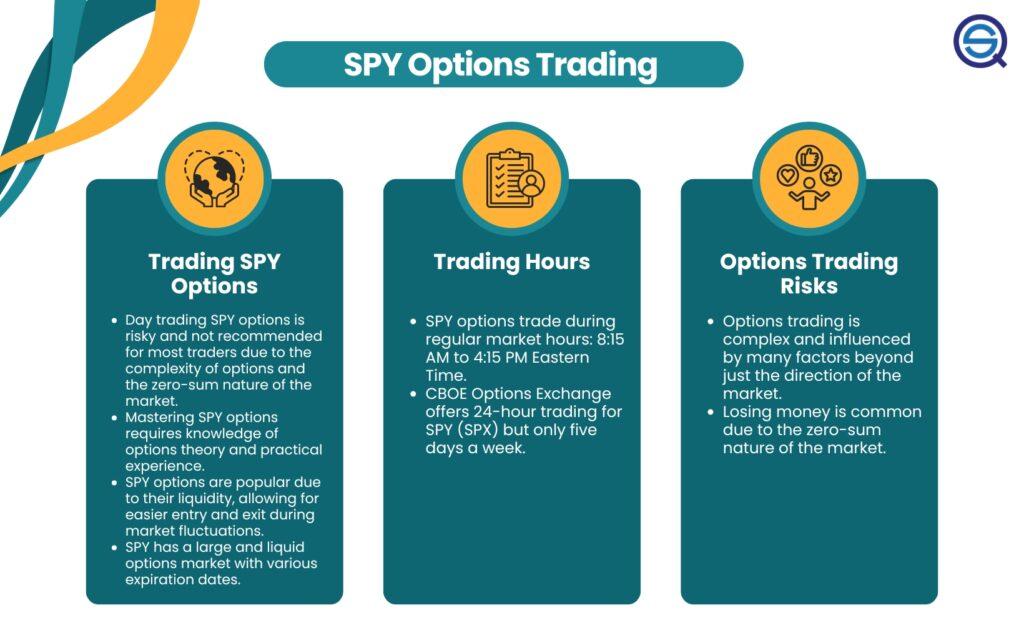 SPY Options Trading
Trading SPY
Options
• Day trading SPY options is
risky and not recommended
for most traders due to the
complexity of options and
the zero-sum nature of the
market.
• Mastering SPY options
requires knowledge of
options theory and practical
experience.
• SPY options are popular due
to their liquidity, allowing for
easier entry and exit during
market fluctuations.
• SPY has a large and liquid
options market with various
expiration dates.
Trading Hours
• SPY options trade during
regular market hours: 8:15
AM to 4:15 PM Eastern
Time.
• CBOE Options Exchange
offers 24-hour trading for
SPY (SPX) but only five
days a week.
Options Trading
Risks
• Options trading is
complex and influenced
by many factors beyond
just the direction of the
market.
• Losing money is common
due to the zero-sum
nature of the market.